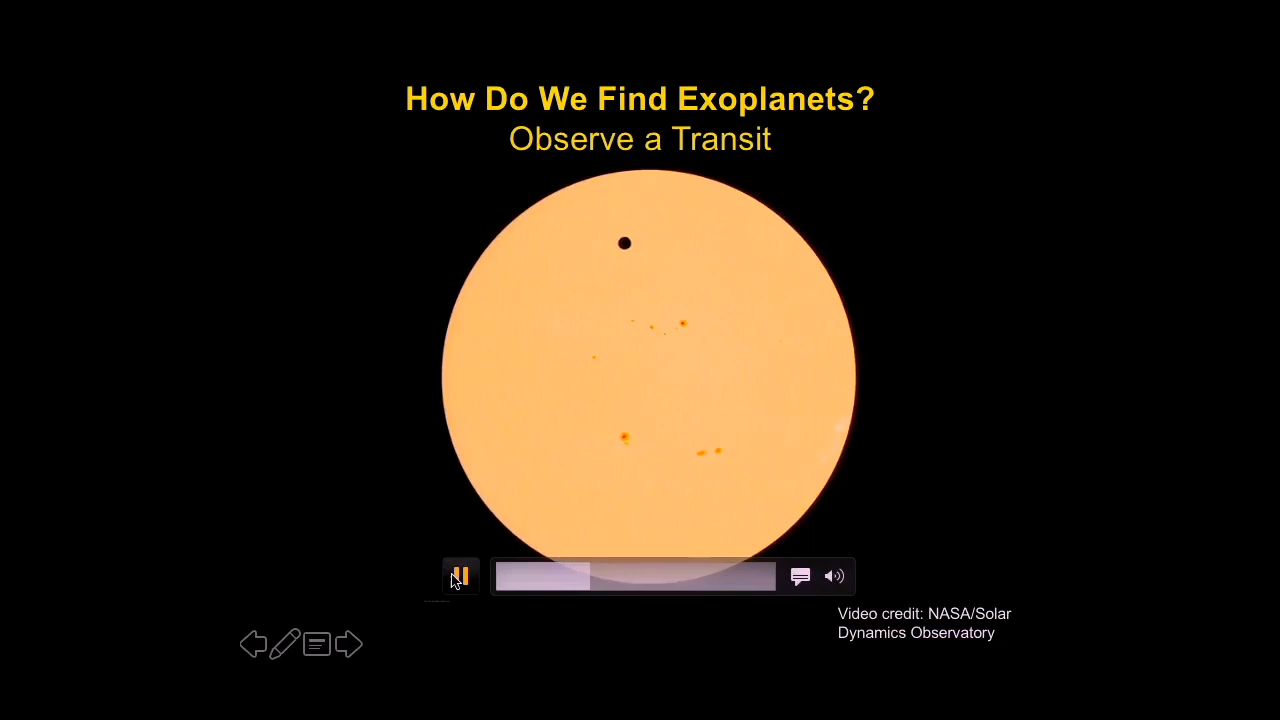 How Do We Find Exoplanets?
Observe a Transit
Video credit: NASA/Solar
Dynamics Observatory